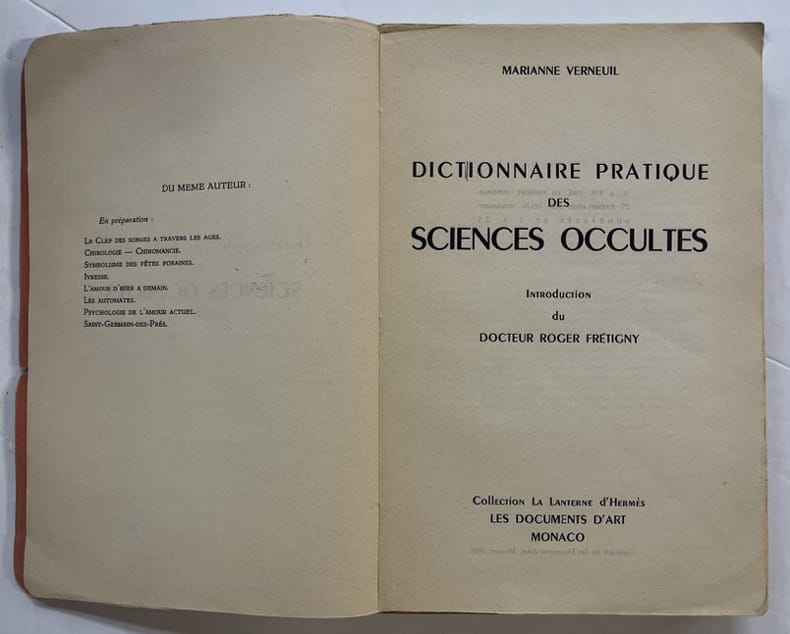 DU MEME AUTEUR :
En préparation :
LA CLEF DES SONGES A TRAVERS LES AGES.
CHIROLOGIE — CHIROMANCIE.
SYMBOLISME DES FÊTES FORAINES.
IVRESSE.
L'AMOUR D'HIER A DEMAIN.
LES AUTOMATES.
PSYCHOLOGIE DE L'AMOUR ACTUEL.
SAINT-GERMAIN-DES-PRÉS.
MARIANNE VERNEUIL
DICTIONNAIRE PRATIQUE
DES
SCIENCES OCCULTES
INTRODUCTION
du
DOCTEUR ROGER FRÉTIGNY
Collection LA LANTERNE d'HERMÈS
LES DOCUMENTS D'ART
MONACO